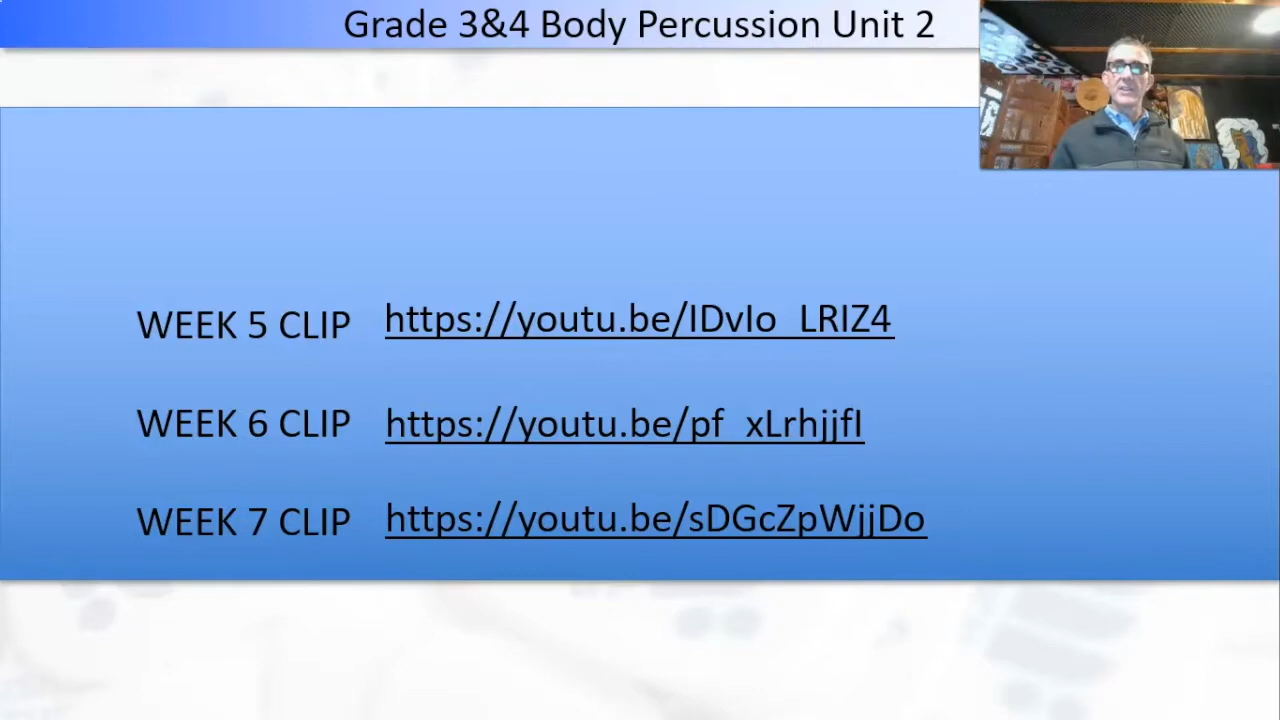 Grade 3&4 Body Percussion Unit 2
WEEK 5 CLIP https://youtu.be/IDvIo_LRIZ4
WEEK 6 CLIP https://youtu.be/pf_xLrhjjfI
WEEK 7 CLIP https://youtu.be/sDGcZpWjjDo